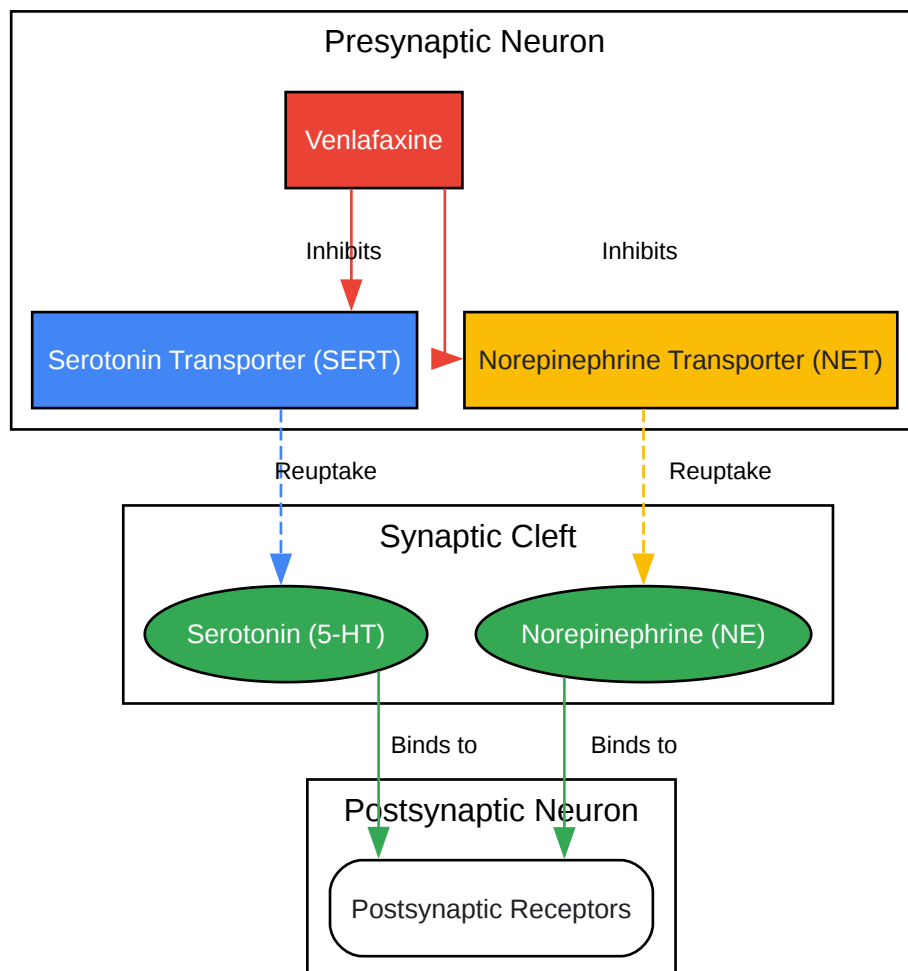 Presynaptic Neuron
Venlafaxine
Inhibits
Inhibits
Serotonin Transporter (SERT)
Norepinephrine Transporter (NET)
Reuptake
Reuptake
Synaptic Cleft
Serotonin (5-HT)
Norepinephrine (NE)
Binds to
Binds to
Postsynaptic Neuron
Postsynaptic Receptors